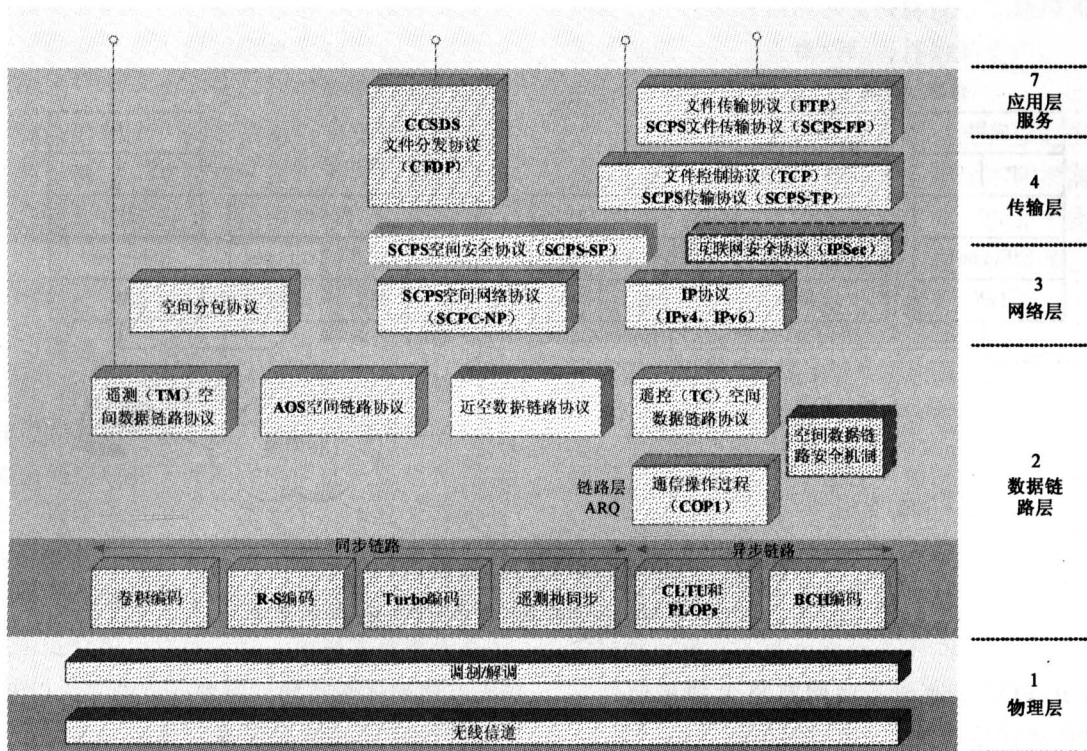 7
应用层
服务
CCSDS
文件分发协议
（CFDP）
文件传输协议（FTP）
SCPS文件传输协议（SCPS-FP）
文件控制协议（TCP）
SCPS传输协议（SCPS-TP）
4
传输层
SCPS空间安全协议（SCPS-SP）
互联网安全协议（IPSec）
3
网络层
空间分包协议
SCPS空间网络协议
（SCPC-NP）
IP协议
（IPv4，IPv6）
遥测（TM）空
间数据链路协议
AOS空间链路协议
近空数据链路协议
遥控（TC）空间
数据链路协议
空间数据链
路安全机制
2
数据链
路层
链路层
ARQ
通信操作过程
（COP1）
同步链路
异步链路
卷积编码
R-S编码
Turbo编码
遥测帧同步
CLTU和
PLOPs
BCH编码
调制/解调
1
物理层
无线信道